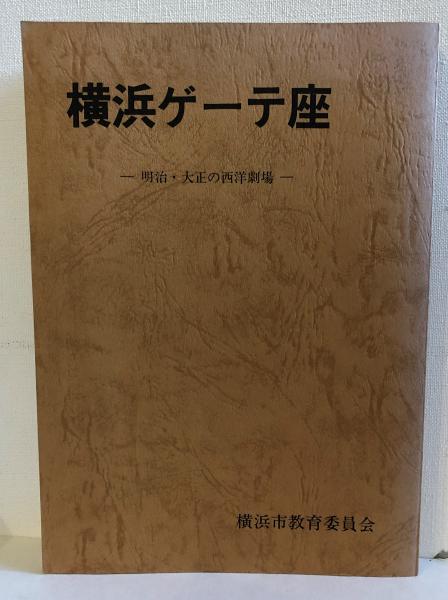 横浜ゲーテ座
― 明治・大正の西洋劇場 ―
横浜市教育委員会